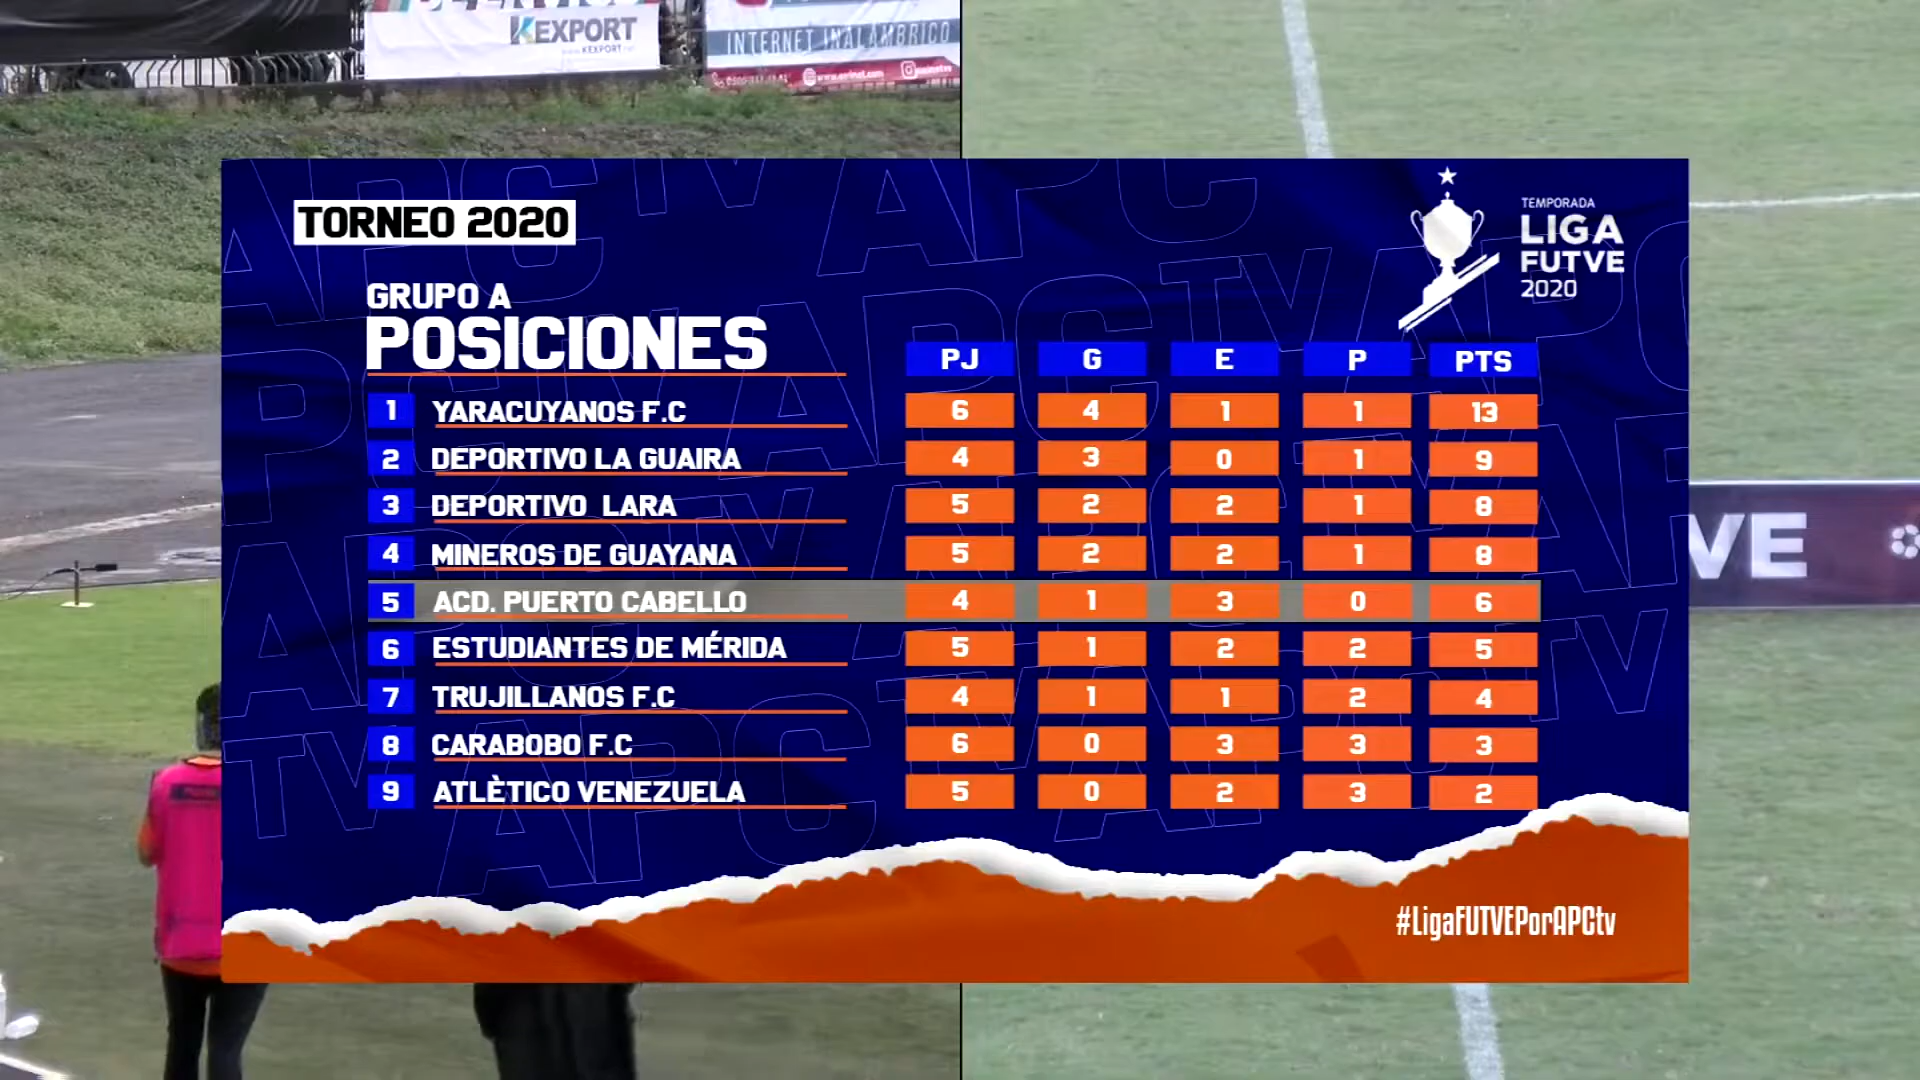 KEXPORT
www.KEXPORT
INTERNET INALÁMBRICO
TORNEO 2020
TEMPORADA
LIGA
FUTVE
2020
GRUPO A
POSICIONES
PJ G E P PTS
1 YARACUYANOS F.C 6 4 1 1 13
2 DEPORTIVO LA GUAIRA 4 3 0 1 9
3 DEPORTIVO LARA 5 2 2 1 8
4 MINEROS DE GUAYANA 5 2 2 1 8
5 ACD. PUERTO CABELLO 4 1 3 0 6
6 ESTUDIANTES DE MÉRIDA 5 1 2 2 5
7 TRUJILLANOS F.C 4 1 1 2 4
8 CARABOBO F.C 6 0 3 3 3
9 ATLÈTICO VENEZUELA 5 0 2 3 2
VE
#LigaFUTVEPorAPCtv